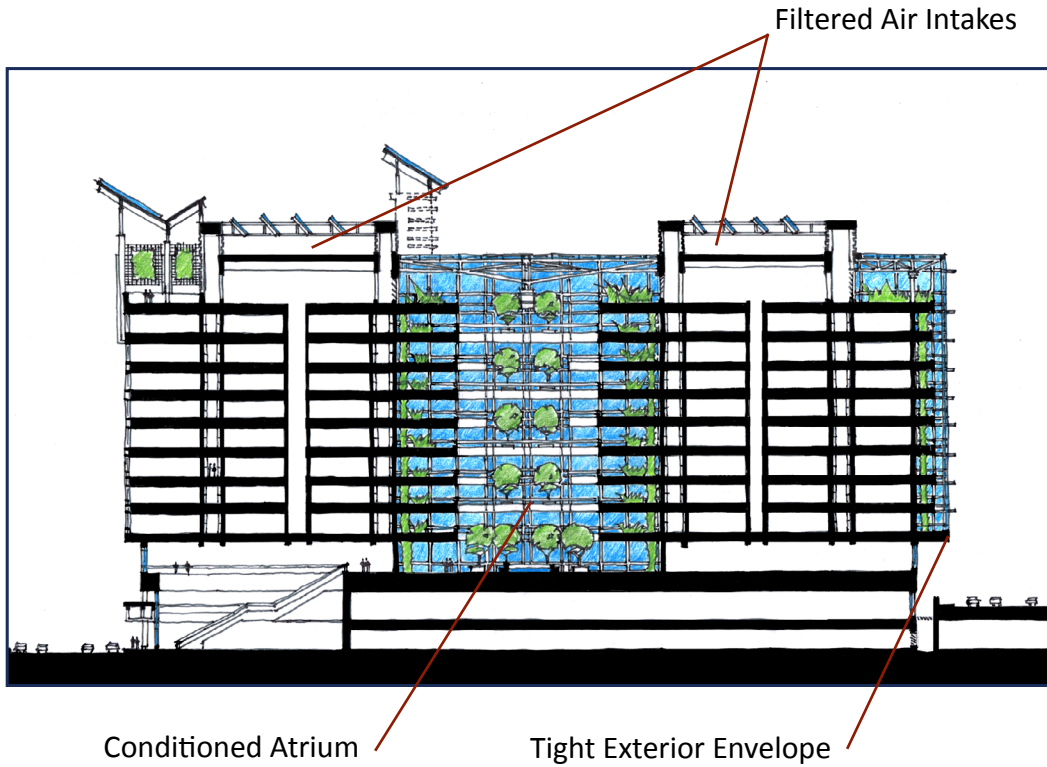 Filtered Air Intakes
Conditioned Atrium
Tight Exterior Envelope